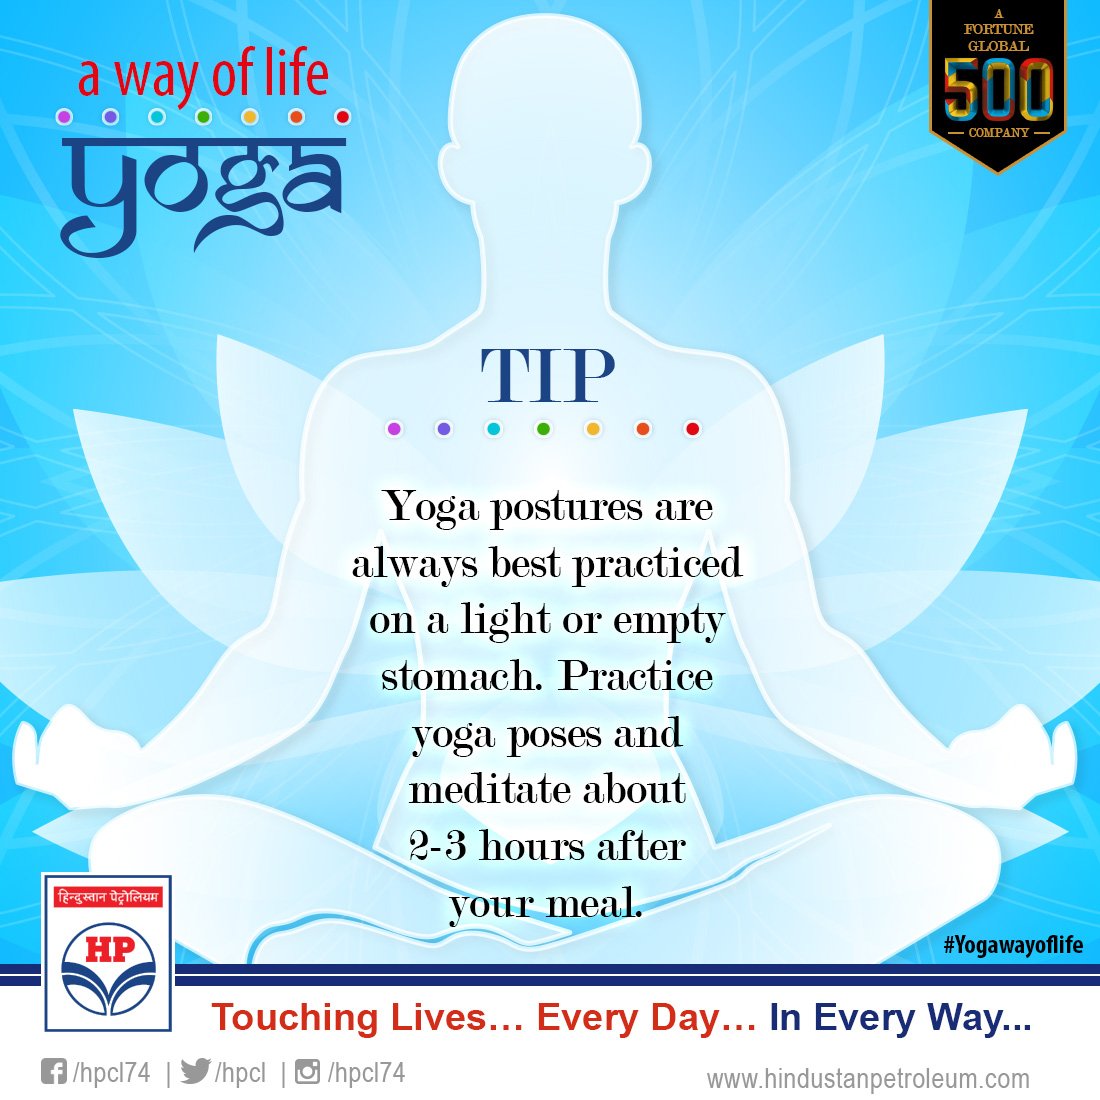 a way of life
yoga
A
FORTUNE
GLOBAL
500
COMPANY
TIP
Yoga postures are
always best practiced
on a light or empty
stomach. Practice
yoga poses and
meditate about
2-3 hours after
your meal.
#Yogawayoflife
हिन्दुस्तान पेट्रोलियम
HP
Touching Lives... Every Day... In Every Way...
/hpcl74 | /hpcl | /hpcl74
www.hindustanpetroleum.com